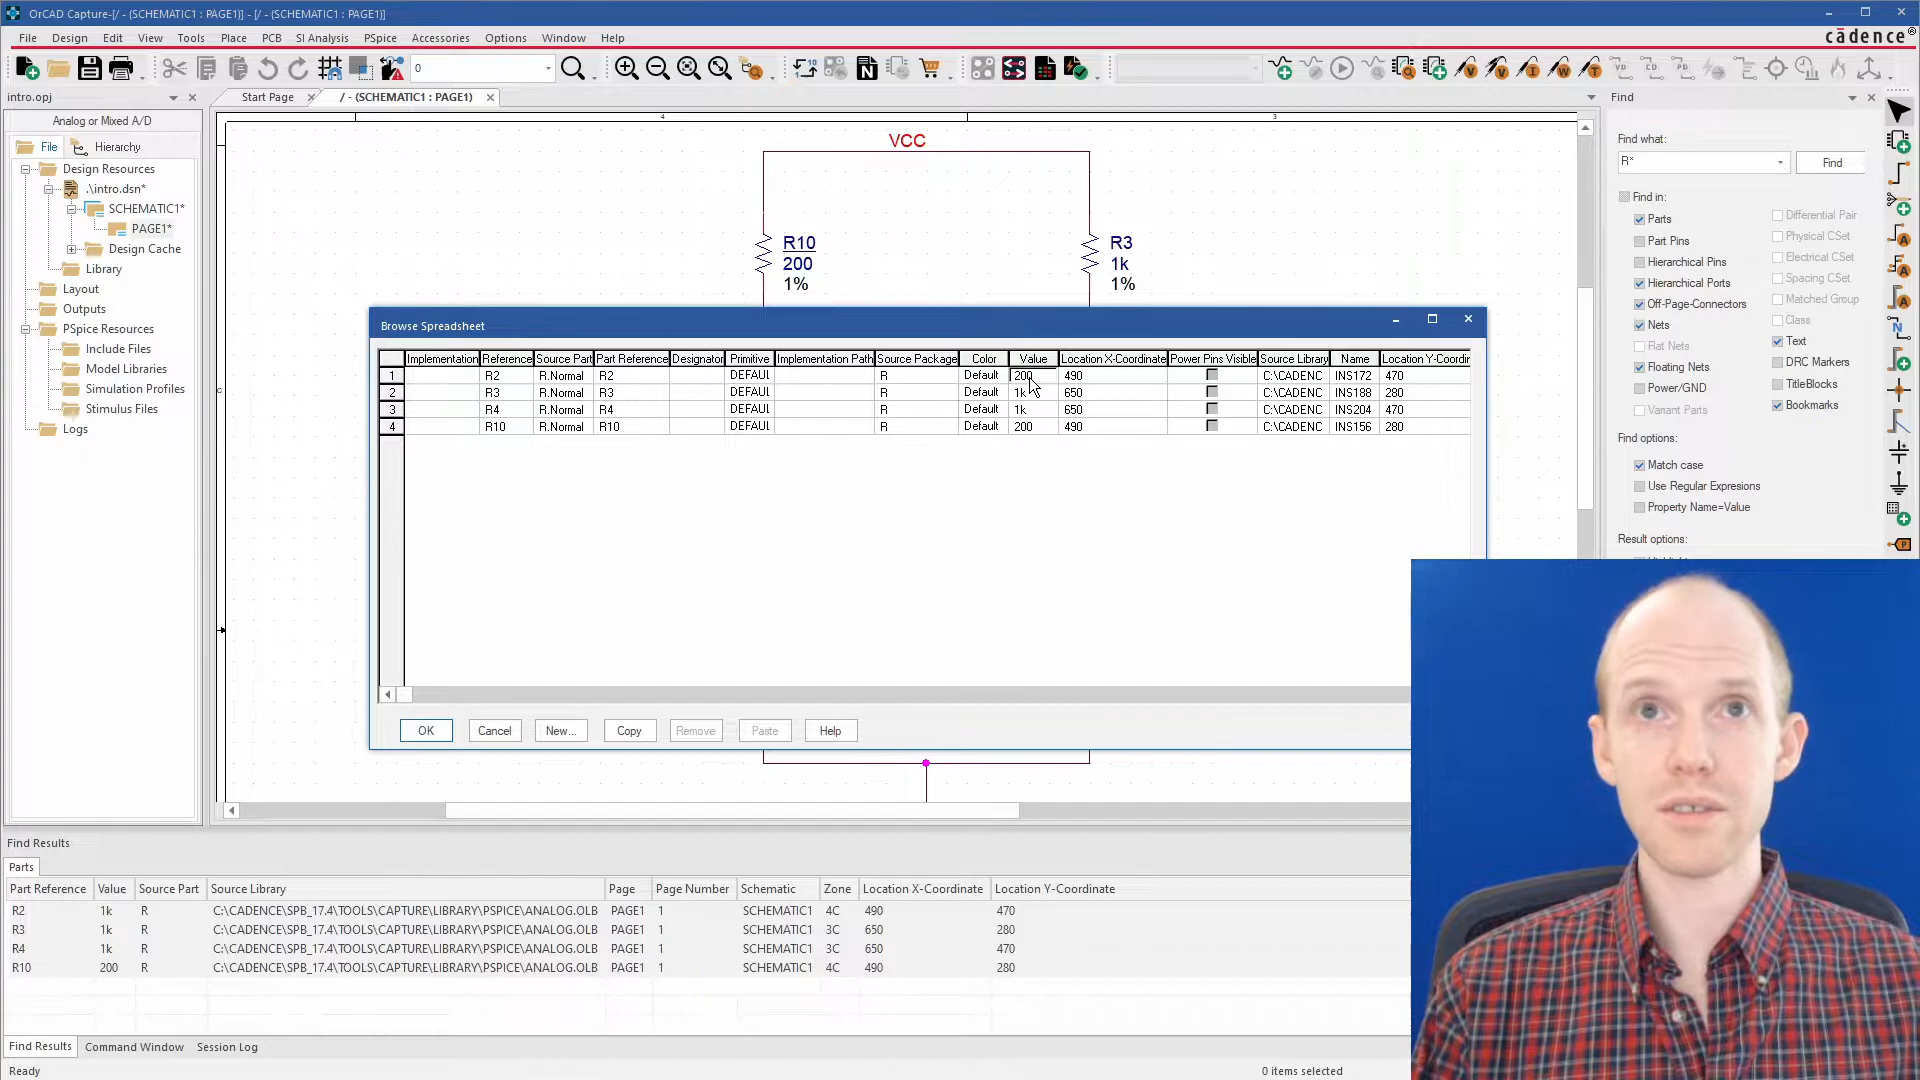 OrCAD Capture-[/ - (SCHEMATIC1 : PAGE1)] - [/ - (SCHEMATIC1 : PAGE1)]
File Design Edit View Tools Place PCB SI Analysis PSpice Accessories Options Window Help
cādence®
0
intro.opj
Start Page / - (SCHEMATIC1 : PAGE1)
Analog or Mixed A/D
File Hierarchy
Design Resources
.\intro.dsn*
SCHEMATIC1*
PAGE1*
Design Cache
Library
Layout
Outputs
PSpice Resources
Include Files
Model Libraries
Simulation Profiles
Stimulus Files
Logs
4 3
C
VCC
R10
200
1%
R3
1k
1%
Browse Spreadsheet
Implementation Reference Source Part Part Reference Designator Primitive Implementation Path Source Package Color Value Location X-Coordinate Power Pins Visible Source Library Name Location Y-Coordin
1 R2 R.Normal R2 DEFAUL R Default 200 490 C:\CADENC INS172 470
2 R3 R.Normal R3 DEFAUL R Default 1k 650 C:\CADENC INS188 280
3 R4 R.Normal R4 DEFAUL R Default 1k 650 C:\CADENC INS204 470
4 R10 R.Normal R10 DEFAUL R Default 200 490 C:\CADENC INS156 280
OK Cancel New... Copy Remove Paste Help
Find
Find what:
R* Find
Find in:
Parts
Part Pins
Hierarchical Pins
Hierarchical Ports
Off-Page-Connectors
Nets
Flat Nets
Floating Nets
Power/GND
Variant Parts
Differential Pair
Physical CSet
Electrical CSet
Spacing CSet
Matched Group
Class
Text
DRC Markers
TitleBlocks
Bookmarks
Find options:
Match case
Use Regular Expresions
Property Name=Value
Result options:
Find Results
Parts
Part Reference Value Source Part Source Library Page Page Number Schematic Zone Location X-Coordinate Location Y-Coordinate
R2 1k R C:\CADENCE\SPB_17.4\TOOLS\CAPTURE\LIBRARY\PSPICE\ANALOG.OLB PAGE1 1 SCHEMATIC1 4C 490 470
R3 1k R C:\CADENCE\SPB_17.4\TOOLS\CAPTURE\LIBRARY\PSPICE\ANALOG.OLB PAGE1 1 SCHEMATIC1 3C 650 280
R4 1k R C:\CADENCE\SPB_17.4\TOOLS\CAPTURE\LIBRARY\PSPICE\ANALOG.OLB PAGE1 1 SCHEMATIC1 3C 650 470
R10 200 R C:\CADENCE\SPB_17.4\TOOLS\CAPTURE\LIBRARY\PSPICE\ANALOG.OLB PAGE1 1 SCHEMATIC1 4C 490 280
Find Results Command Window Session Log
Ready 0 items selected